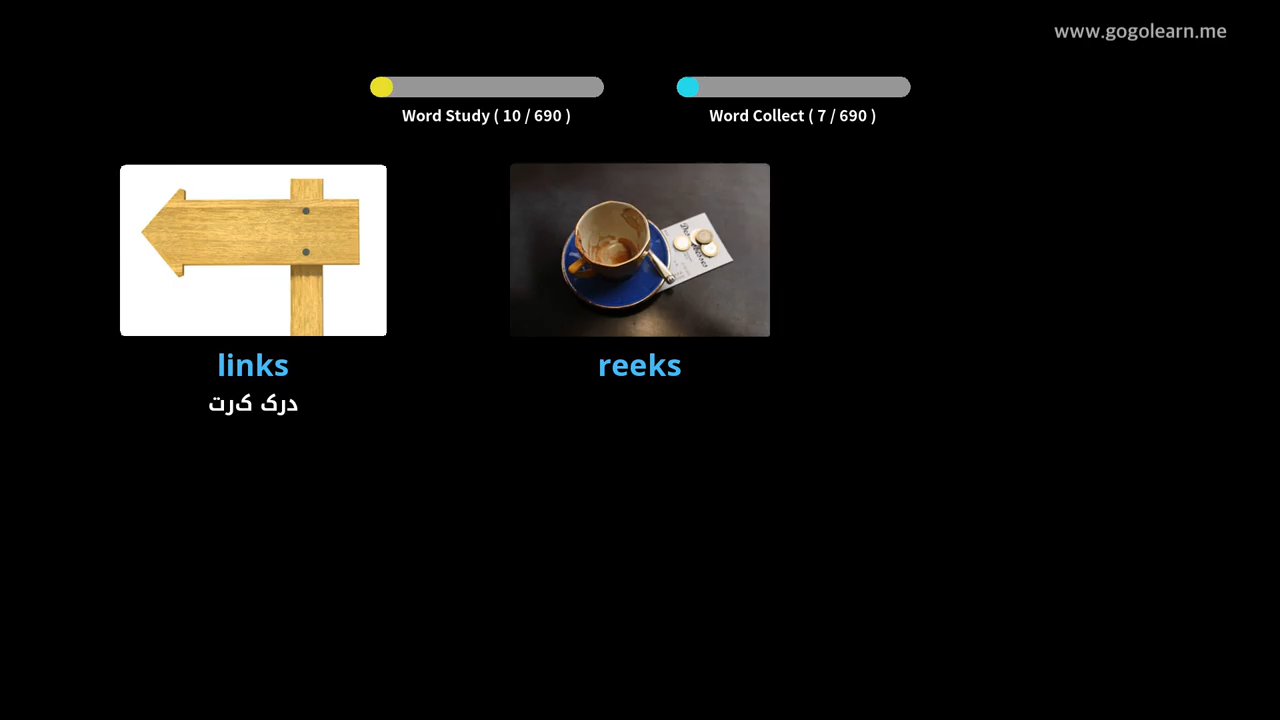 www.gogolearn.me
Word Study ( 10 / 690 )
Word Collect ( 7 / 690 )
links
reeks
درک کرت